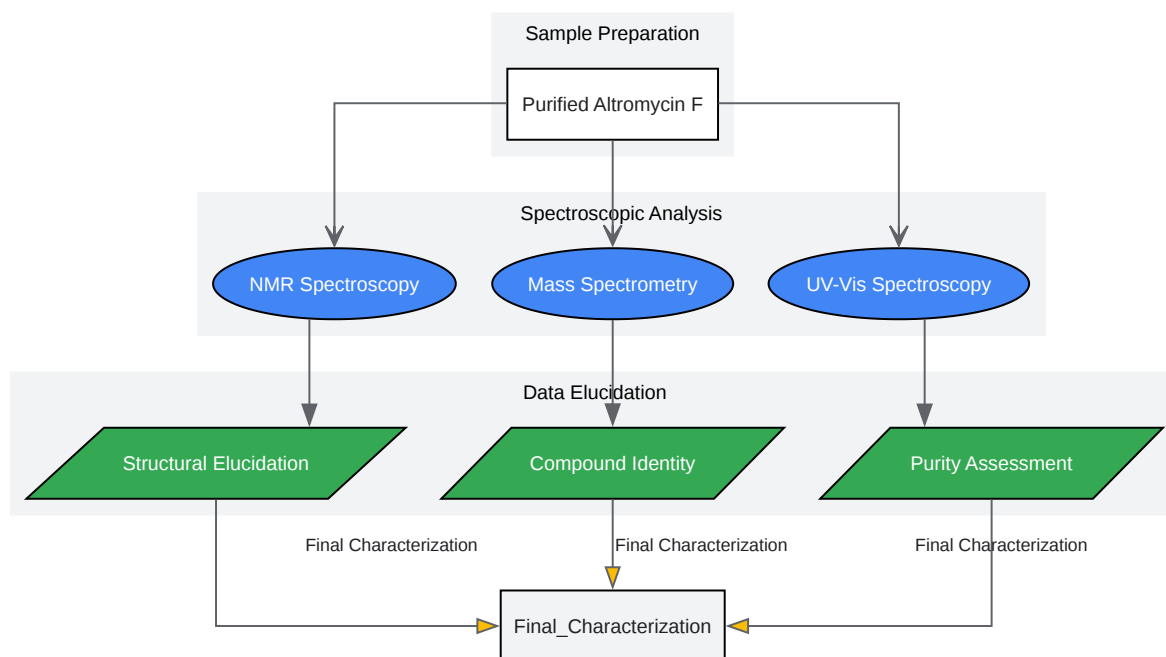 Sample Preparation
Purified Altromycin F
Spectroscopic Analysis
NMR Spectroscopy
Mass Spectrometry
UV-Vis Spectroscopy
Data Elucidation
Structural Elucidation
Compound Identity
Purity Assessment
Final Characterization
Final Characterization
Final Characterization
Final_Characterization